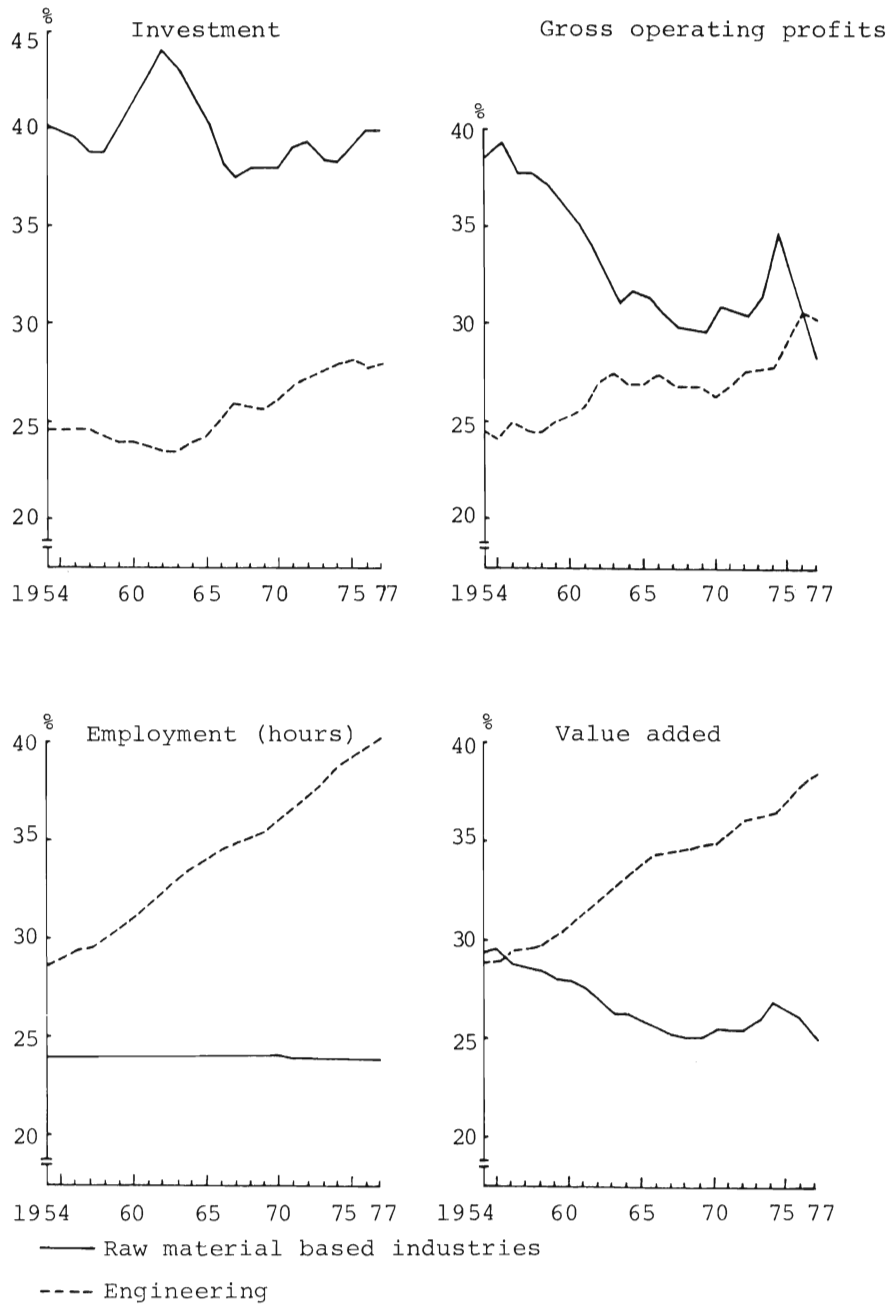 Investment
%
45
40
35
30
25
20
1954 60 65 70 75 77
Gross operating profits
%
40
35
30
25
20
1954 60 65 70 75 77
Employment (hours)
%
40
35
30
25
20
1954 60 65 70 75 77
Value added
%
40
35
30
25
20
1954 60 65 70 75 77
Raw material based industries
Engineering